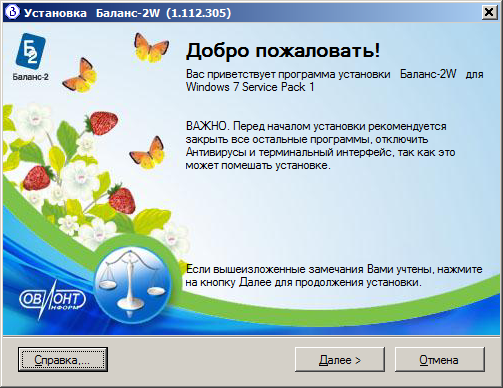 Установка Баланс-2W (1.112.305)
Б2
Баланс-2
Добро пожаловать!
Вас приветствует программа установки Баланс-2W для
Windows 7 Service Pack 1
ВАЖНО. Перед началом установки рекомендуется
закрыть все остальные программы, отключить
Антивирусы и терминальный интерфейс, так как это
может помешать установке.
Если вышеизложенные замечания Вами учтены, нажмите
на кнопку Далее для продолжения установки.
ОВИОНТ
ИНФОРМ
Справка,...
Далее >
Отмена